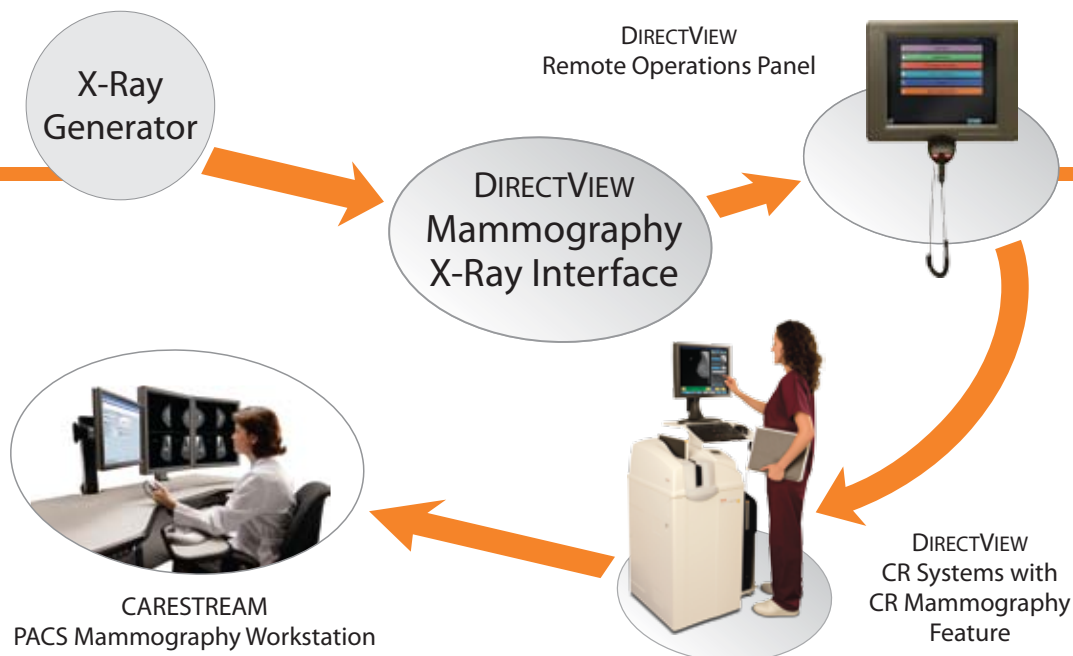 X-Ray
Generator
DIRECTVIEW
Mammography
X-Ray Interface
DIRECTVIEW
Remote Operations Panel
DIRECTVIEW
CR Systems with
CR Mammography
Feature
CARESTREAM
PACS Mammography Workstation